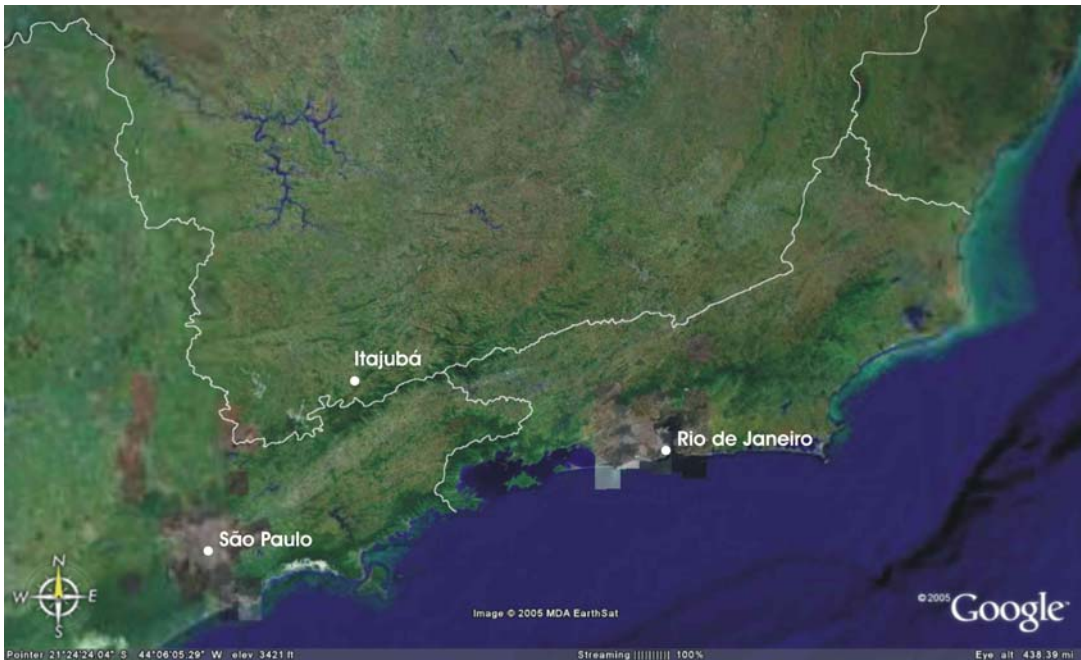 Itajubá
Rio de Janeiro
São Paulo
N
W E
S
Image © 2005 MDA EarthSat
© 2005 Google™
Pointer 21°24'24.04" S 44°06'05.29" W elev 3421 ft Streaming |||||||||| 100% Eye alt 438.39 mi